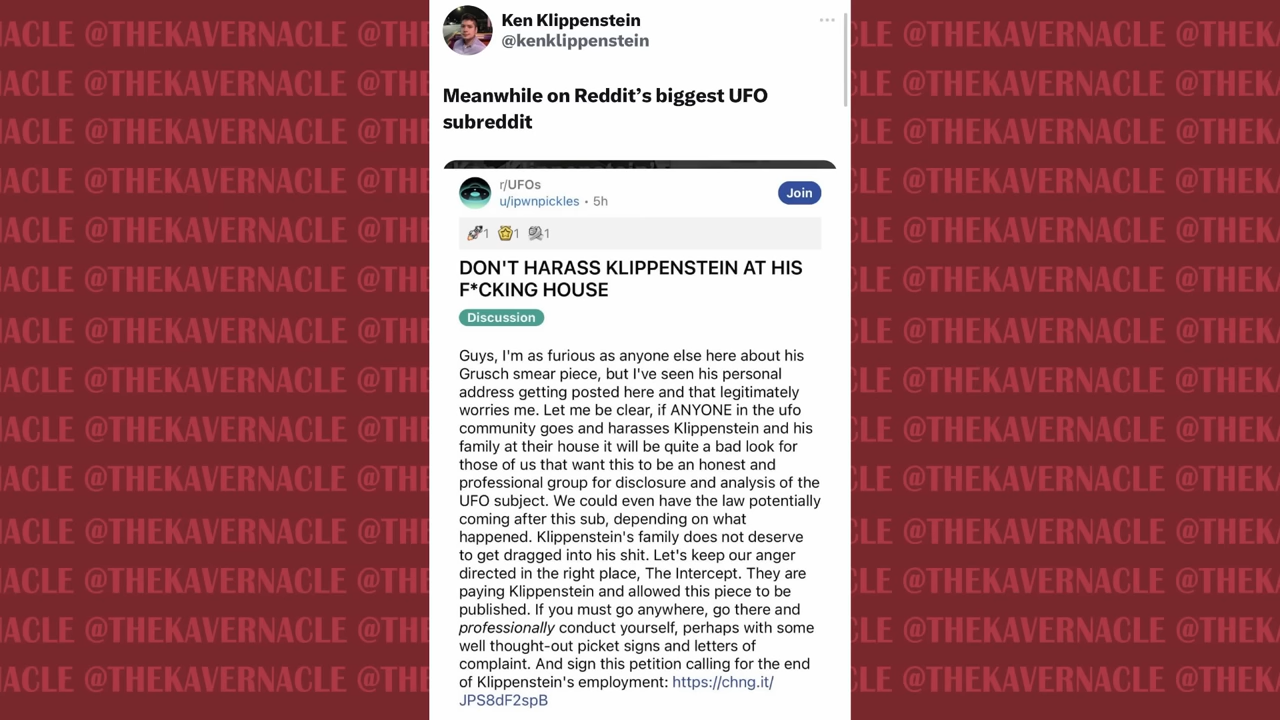 Ken Klippenstein
@kenklippenstein
Meanwhile on Reddit’s biggest UFO
subreddit
r/UFOs
u/ipwnpickles • 5h
Join
1 1 1
DON'T HARASS KLIPPENSTEIN AT HIS
F*CKING HOUSE
Discussion
Guys, I'm as furious as anyone else here about his
Grusch smear piece, but I've seen his personal
address getting posted here and that legitimately
worries me. Let me be clear, if ANYONE in the ufo
community goes and harasses Klippenstein and his
family at their house it will be quite a bad look for
those of us that want this to be an honest and
professional group for disclosure and analysis of the
UFO subject. We could even have the law potentially
coming after this sub, depending on what
happened. Klippenstein's family does not deserve
to get dragged into his shit. Let's keep our anger
directed in the right place, The Intercept. They are
paying Klippenstein and allowed this piece to be
published. If you must go anywhere, go there and
professionally conduct yourself, perhaps with some
well thought-out picket signs and letters of
complaint. And sign this petition calling for the end
of Klippenstein's employment: https://chng.it/
JPS8dF2spB
NACLE @THEKAVERNACLE @THEKAVERNACLE @THEKAVERNACLE